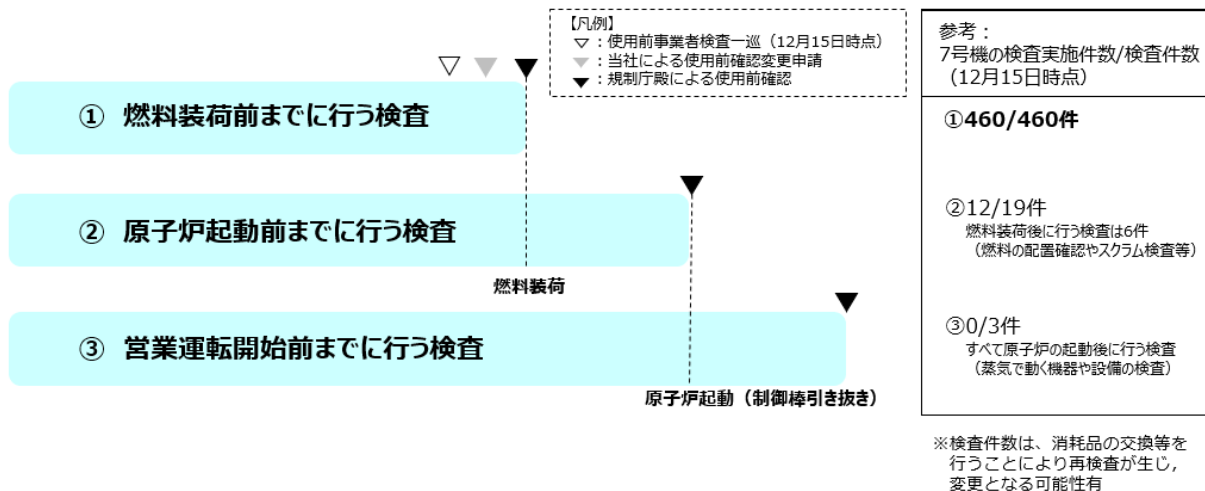 【凡例】
▽：使用前事業者検査一巡（12月15日時点）
▼：当社による使用前確認変更申請
▼：規制庁殿による使用前確認
参考：
7号機の検査実施件数/検査件数
（12月15日時点）
① 燃料装荷前までに行う検査
①460/460件
② 原子炉起動前までに行う検査
②12/19件
燃料装荷後に行う検査は6件
（燃料の配置確認やスクラム検査等）
燃料装荷
③ 営業運転開始前までに行う検査
③0/3件
すべて原子炉の起動後に行う検査
（蒸気で動く機器や設備の検査）
原子炉起動（制御棒引き抜き）
※検査件数は、消耗品の交換等を
行うことにより再検査が生じ，
変更となる可能性有